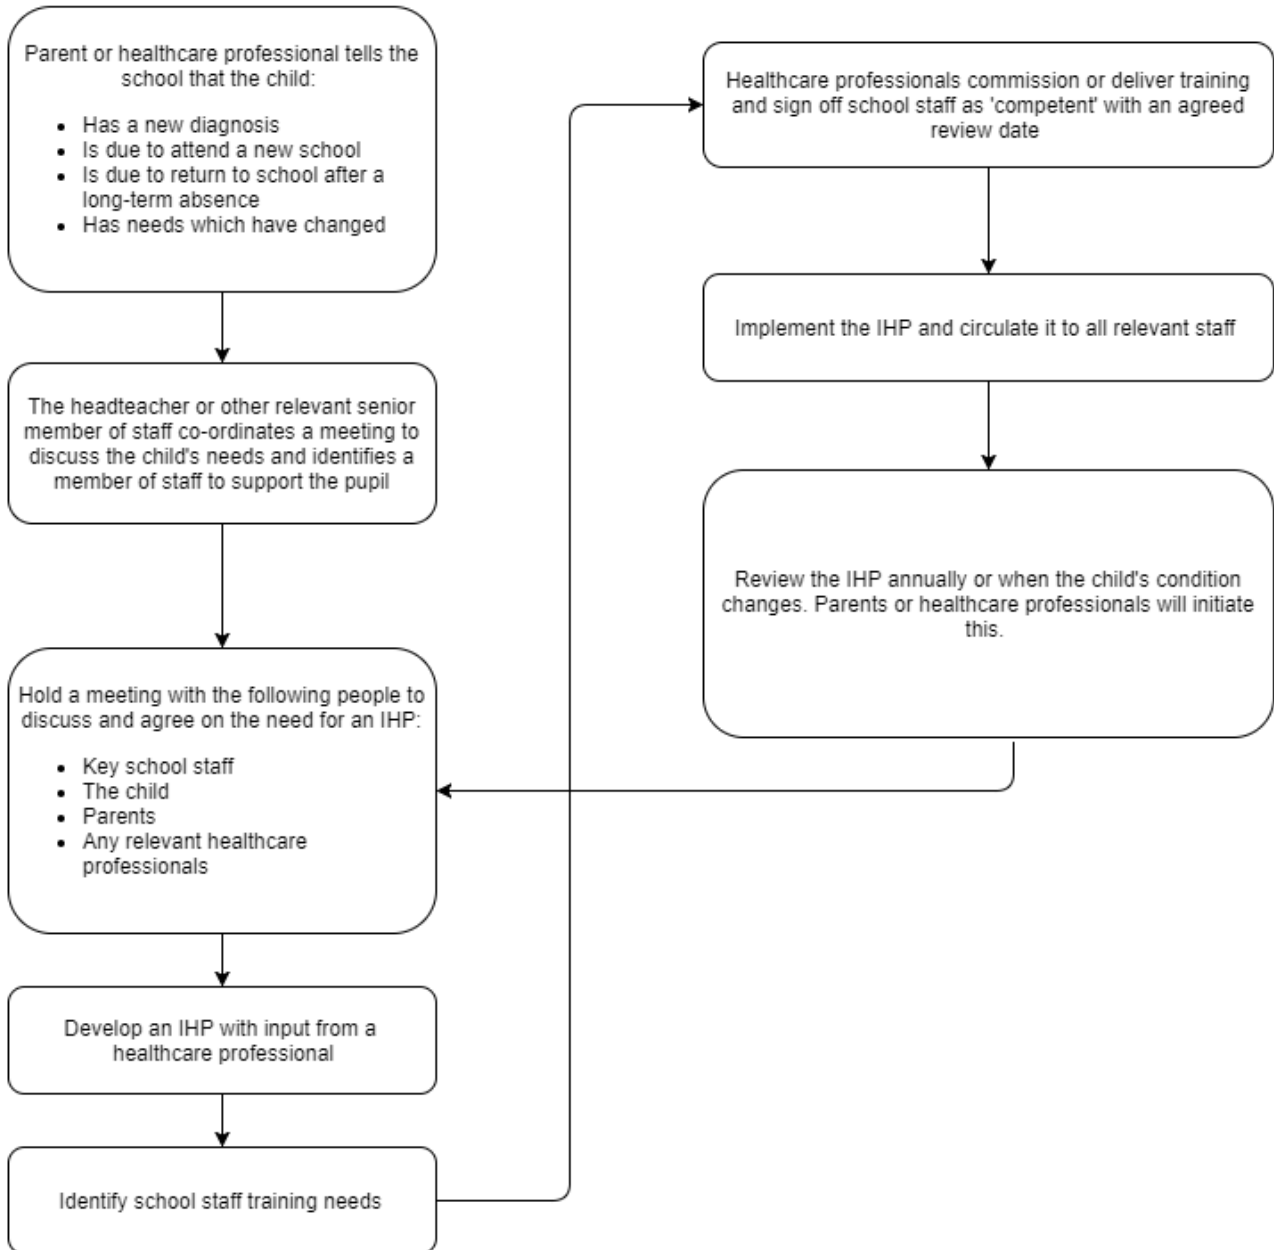 Parent or healthcare professional tells the
school that the child:
• Has a new diagnosis
• Is due to attend a new school
• Is due to return to school after a
long-term absence
• Has needs which have changed
The headteacher or other relevant senior
member of staff co-ordinates a meeting to
discuss the child's needs and identifies a
member of staff to support the pupil
Hold a meeting with the following people to
discuss and agree on the need for an IHP:
• Key school staff
• The child
• Parents
• Any relevant healthcare
professionals
Develop an IHP with input from a
healthcare professional
Identify school staff training needs
Healthcare professionals commission or deliver training
and sign off school staff as 'competent' with an agreed
review date
Implement the IHP and circulate it to all relevant staff
Review the IHP annually or when the child's condition
changes. Parents or healthcare professionals will initiate
this.